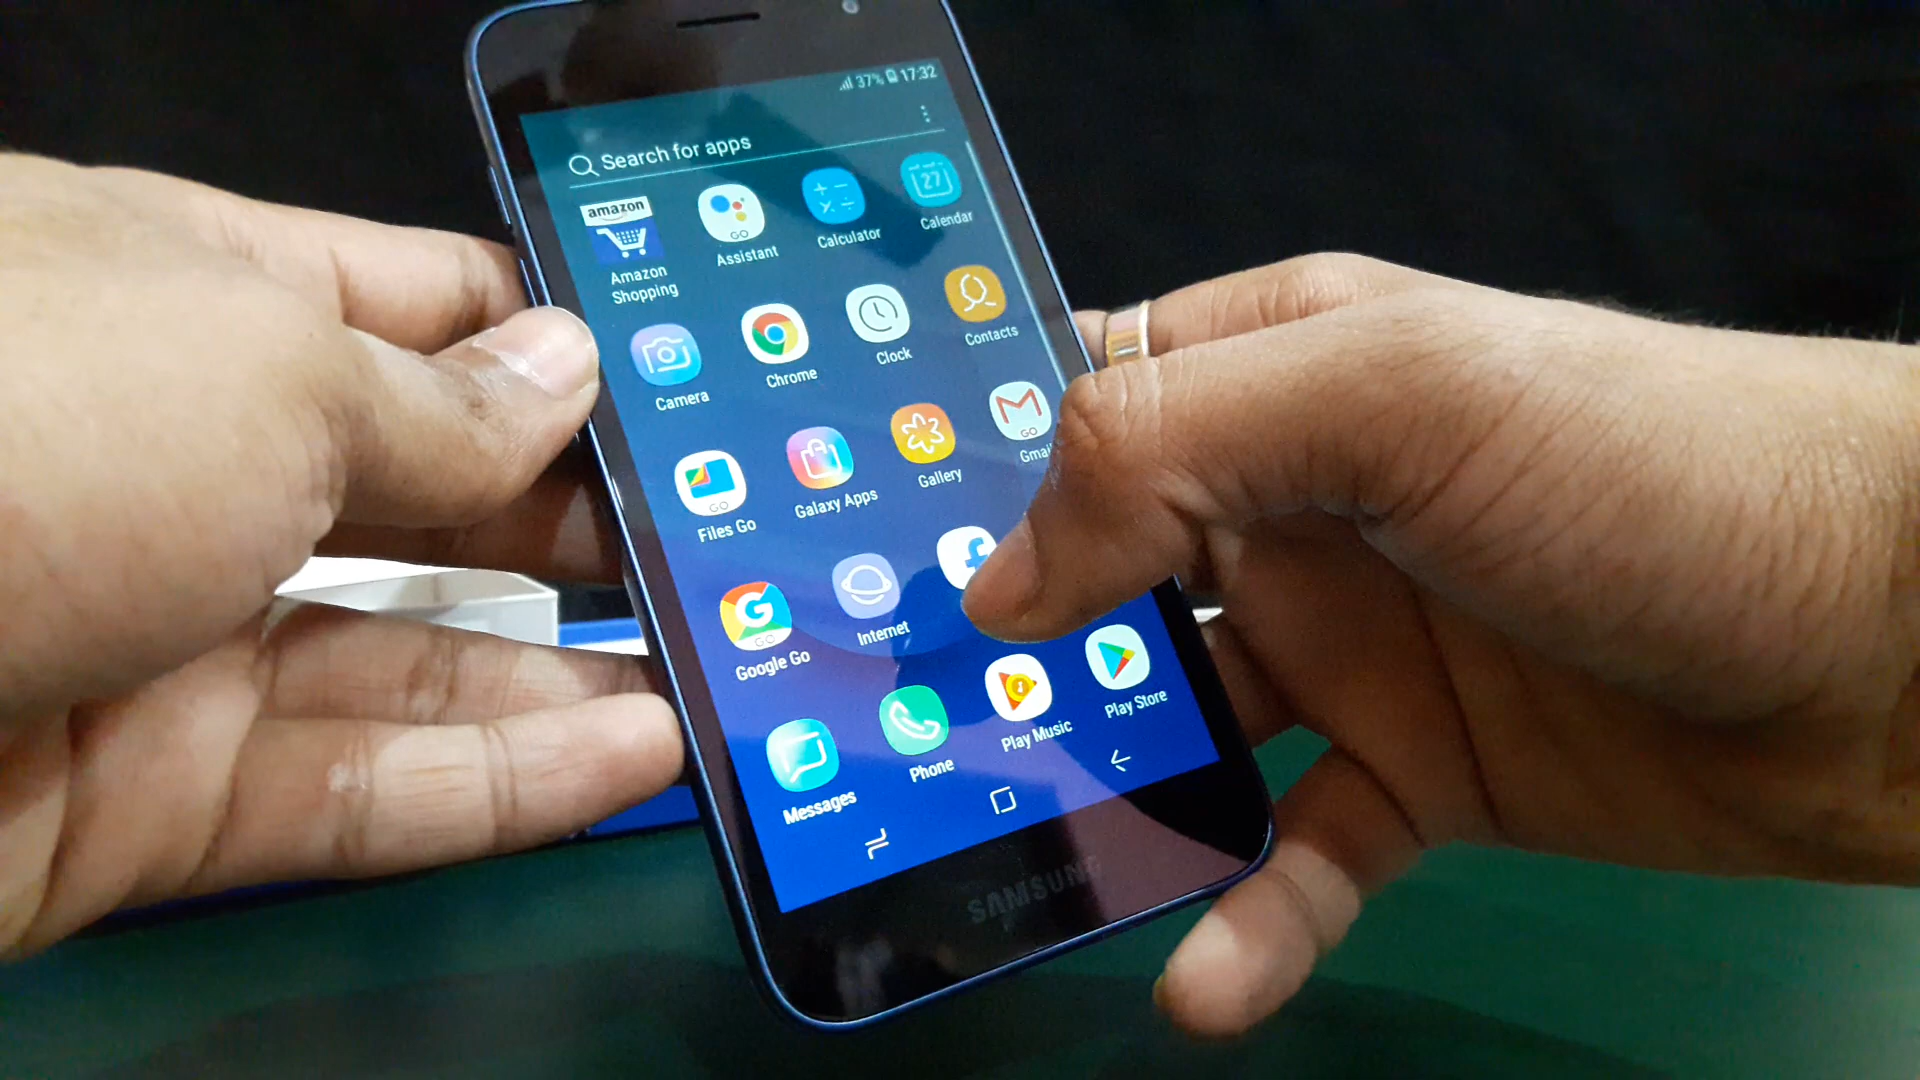 37% 17:32
Search for apps
amazon
GO
27
Amazon
Shopping
Assistant
Calculator
Calendar
Camera
Chrome
Clock
Contacts
GO
GO
Files Go
Galaxy Apps
Gallery
Gmai
f
G
GO
Google Go
Internet
Messages
Phone
Play Music
Play Store
SAMSUNG